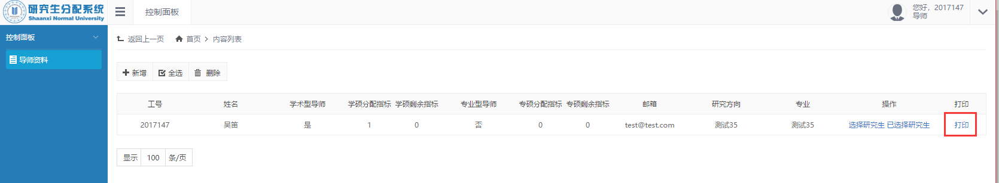 研究生分配系统
Shaanxi Normal University
控制面板
您好，2017147
导师
控制面板
导师资料
返回上一页 首页 > 内容列表
新增 全选 删除
工号 姓名 学术型导师 学硕分配指标 学硕剩余指标 专业型导师 专硕分配指标 专硕剩余指标 邮箱 研究方向 专业 操作 打印
2017147 吴笛 是 1 0 否 0 0 test@test.com 测试35 测试35 选择研究生 已选择研究生 打印
显示 100 条/页